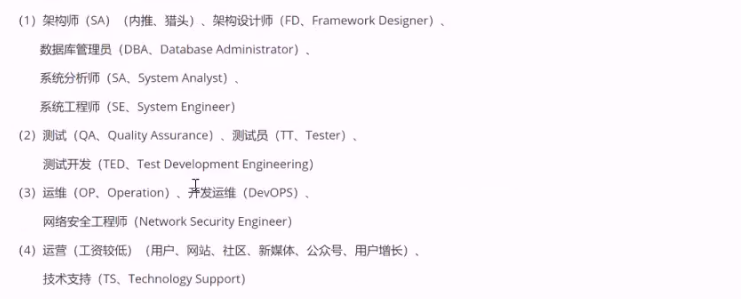 （1）架构师（SA）（内推、猎头）、架构设计师（FD、Framework Designer）、
数据库管理员（DBA、Database Administrator）、
系统分析师（SA、System Analyst）、
系统工程师（SE、System Engineer）
（2）测试（QA、Quality Assurance）、测试员（TT、Tester）、
测试开发（TED、Test Development Engineering）
（3）运维（OP、Operation）、开发运维（DevOPS）、
网络安全工程师（Network Security Engineer）
（4）运营（工资较低）（用户、网站、社区、新媒体、公众号、用户增长）、
技术支持（TS、Technology Support）